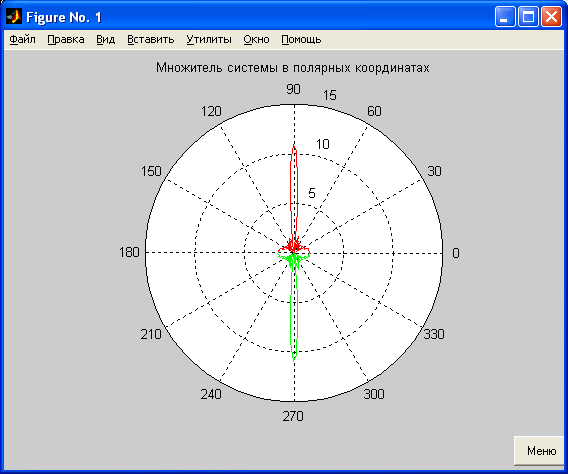 Figure No. 1
Файл Правка Вид Вставить Утилиты Окно Помощь
Множитель системы в полярных координатах
90 15
120 60
10
150 30
5
180 0
210 330
240 300
270
Меню